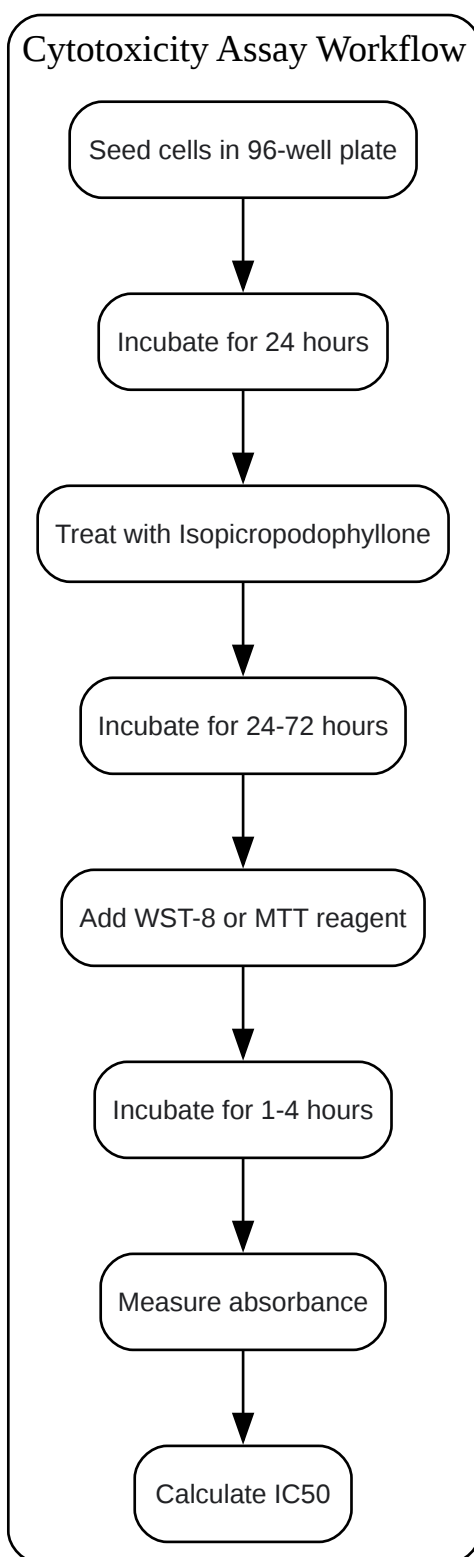 Cytotoxicity Assay Workflow
Seed cells in 96-well plate
Incubate for 24 hours
Treat with Isopicropodophyllone
Incubate for 24-72 hours
Add WST-8 or MTT reagent
Incubate for 1-4 hours
Measure absorbance
Calculate IC50